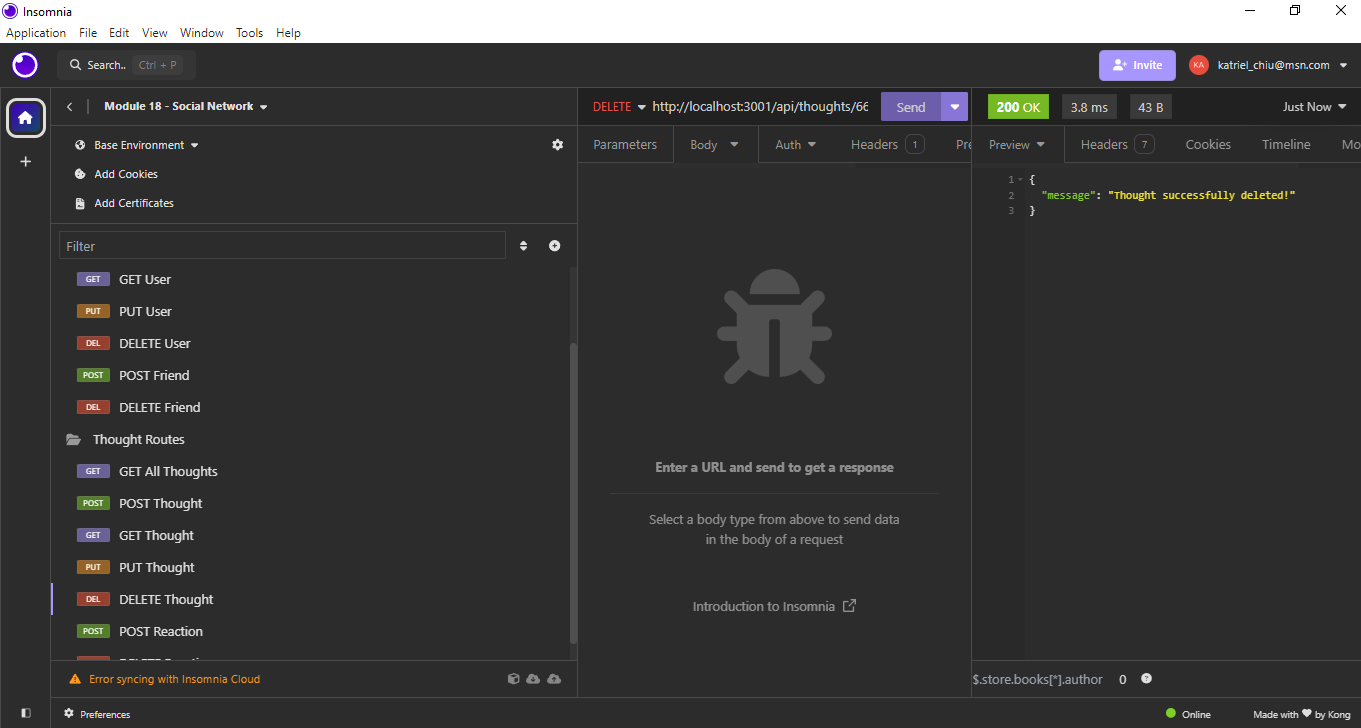 Insomnia
Application File Edit View Window Tools Help
Search.. Ctrl + P
Invite
KA katriel_chiu@msn.com
Module 18 - Social Network
Base Environment
Add Cookies
Add Certificates
Filter
GET GET User
PUT PUT User
DEL DELETE User
POST POST Friend
DEL DELETE Friend
Thought Routes
GET GET All Thoughts
POST POST Thought
GET GET Thought
PUT PUT Thought
DEL DELETE Thought
POST POST Reaction
Error syncing with Insomnia Cloud
DELETE http://localhost:3001/api/thoughts/66 Send
Parameters Body Auth Headers 1 Pre
Enter a URL and send to get a response
Select a body type from above to send data
in the body of a request
Introduction to Insomnia
200 OK 3.8 ms 43 B Just Now
Preview Headers 7 Cookies Timeline Mo
1 {
2 "message": "Thought successfully deleted!"
3 }
$.store.books[*].author 0 ?
Preferences
Online Made with by Kong